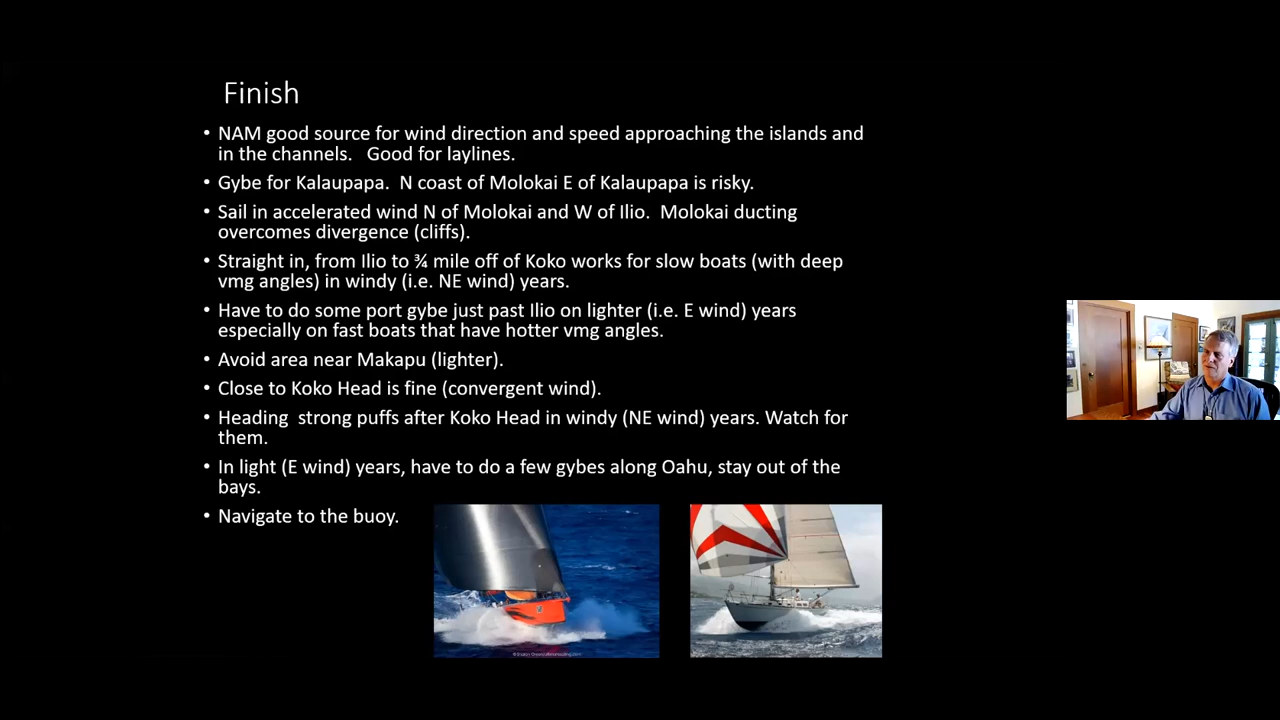 Finish
• NAM good source for wind direction and speed approaching the islands and
in the channels.   Good for laylines.
• Gybe for Kalaupapa.  N coast of Molokai E of Kalaupapa is risky.
• Sail in accelerated wind N of Molokai and W of Ilio.  Molokai ducting
overcomes divergence (cliffs).
• Straight in, from Ilio to ¾ mile off of Koko works for slow boats (with deep
vmg angles) in windy (i.e. NE wind) years.
• Have to do some port gybe just past Ilio on lighter (i.e. E wind) years
especially on fast boats that have hotter vmg angles.
• Avoid area near Makapu (lighter).
• Close to Koko Head is fine (convergent wind).
• Heading  strong puffs after Koko Head in windy (NE wind) years. Watch for
them.
• In light (E wind) years, have to do a few gybes along Oahu, stay out of the
bays.
• Navigate to the buoy.